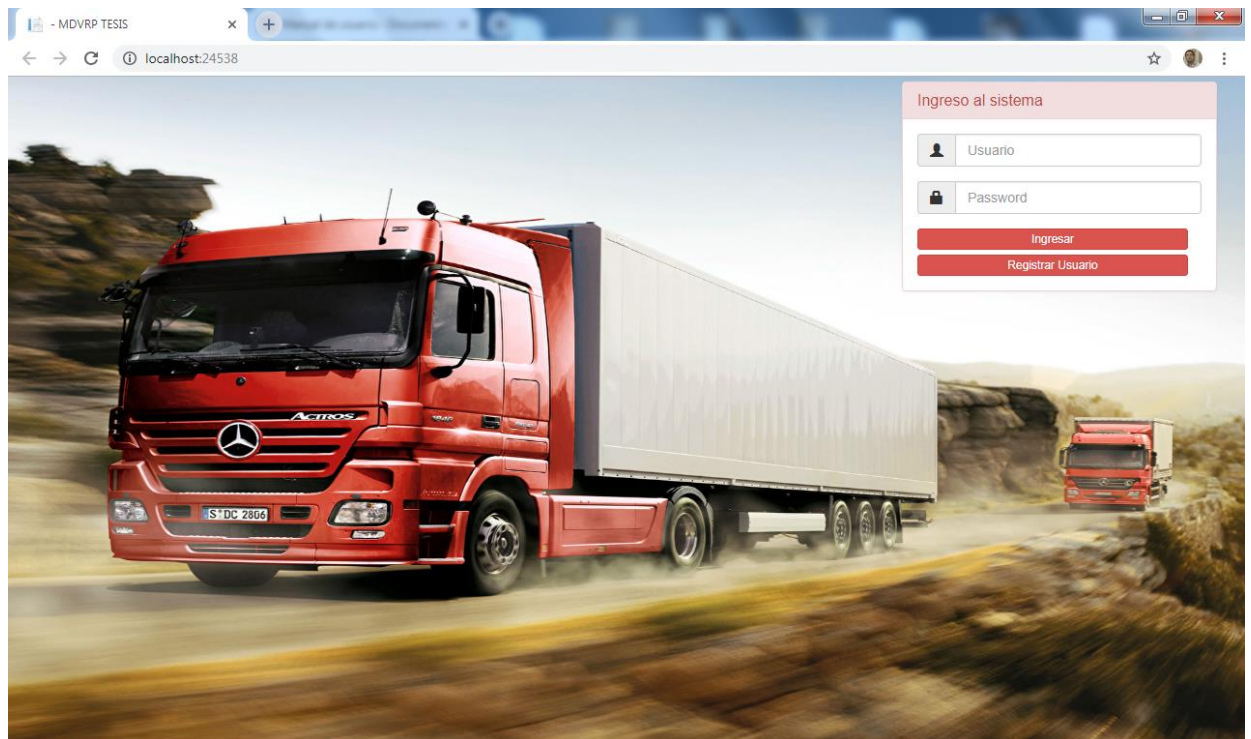 - MDVRP TESIS
localhost:24538
Ingreso al sistema
Usuario
Password
Ingresar
Registrar Usuario
ACTROS
S DC 2806